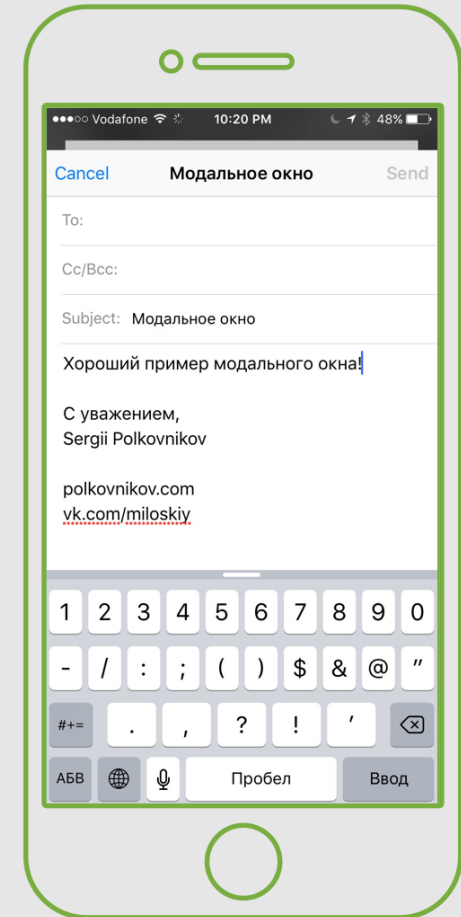 Vodafone 10:20 PM 48%
Cancel Модальное окно Send
To:
Cc/Bcc:
Subject: Модальное окно
Хороший пример модального окна!
С уважением,
Sergii Polkovnikov
polkovnikov.com
vk.com/miloskiy
1 2 3 4 5 6 7 8 9 0
- / : ; ( ) $ & @ "
#+= . , ? ! ’
АБВ Пробел Ввод